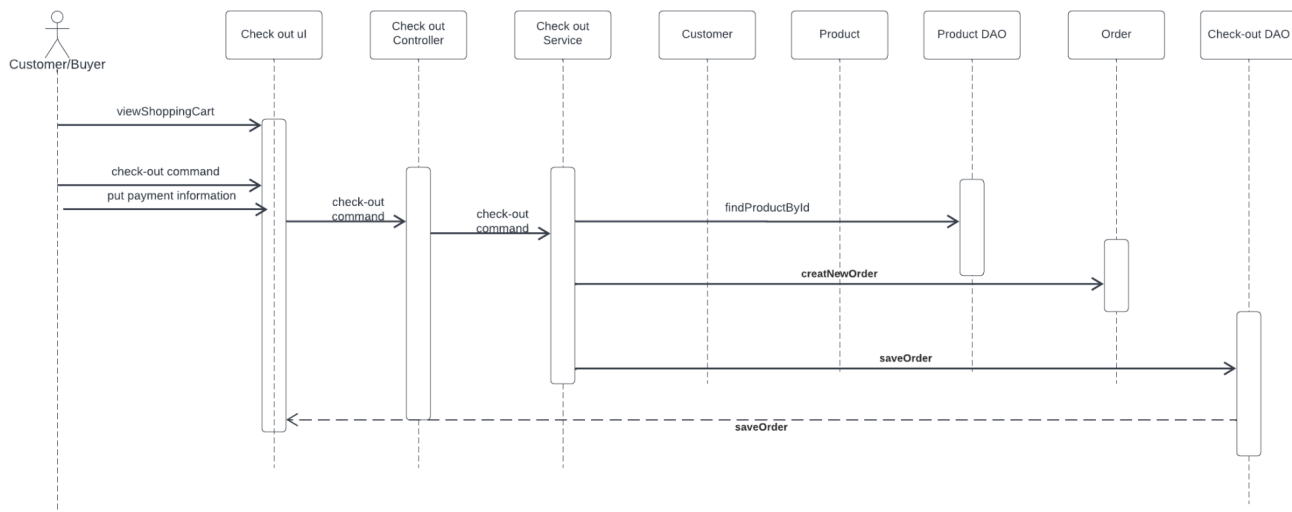 Check out uI
Check out
Controller
Check out
Service
Customer
Product
Product DAO
Order
Check-out DAO
Customer/Buyer
viewShoppingCart
check-out command
put payment information
check-out
command
check-out
command
findProductById
creatNewOrder
saveOrder
saveOrder